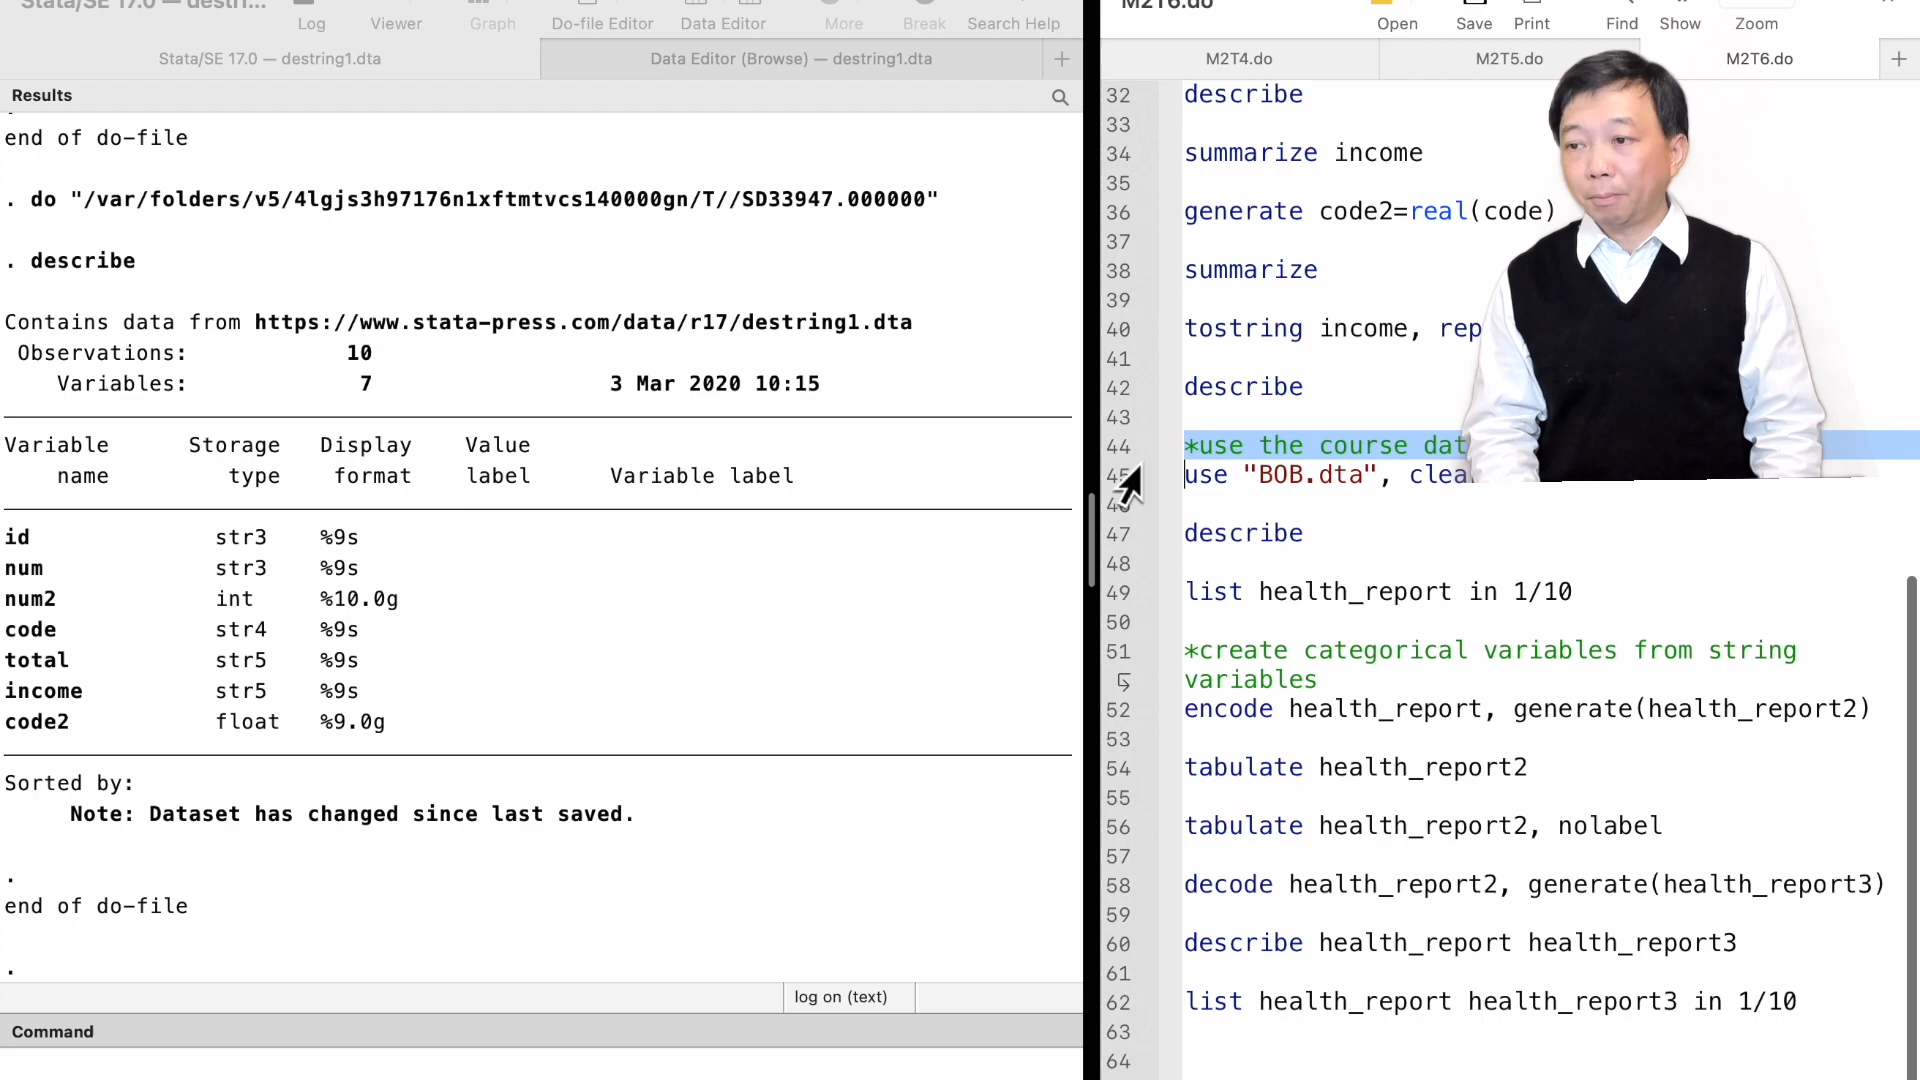 Stata/SE 17.0 — destri...
Log
Viewer
Graph
Do-file Editor
Data Editor
More
Break
Search Help
Stata/SE 17.0 — destring1.dta
Data Editor (Browse) — destring1.dta
Results
end of do-file
. do "/var/folders/v5/4lgjs3h97176n1xftmtvcs140000gn/T//SD33947.000000"
. describe
Contains data from https://www.stata-press.com/data/r17/destring1.dta
Observations: 10
Variables: 7 3 Mar 2020 10:15
Variable Storage Display Value
name type format label Variable label
id str3 %9s
num str3 %9s
num2 int %10.0g
code str4 %9s
total str5 %9s
income str5 %9s
code2 float %9.0g
Sorted by:
Note: Dataset has changed since last saved.
.
end of do-file
.
log on (text)
Command
M2T6.do
Open
Save
Print
Find
Show
Zoom
M2T4.do
M2T5.do
M2T6.do
32 describe
33
34 summarize income
35
36 generate code2=real(code)
37
38 summarize
39
40 tostring income, rep
41
42 describe
43
44 *use the course dat
45 use "BOB.dta", clea
46
47 describe
48
49 list health_report in 1/10
50
51 *create categorical variables from string
variables
52 encode health_report, generate(health_report2)
53
54 tabulate health_report2
55
56 tabulate health_report2, nolabel
57
58 decode health_report2, generate(health_report3)
59
60 describe health_report health_report3
61
62 list health_report health_report3 in 1/10
63
64